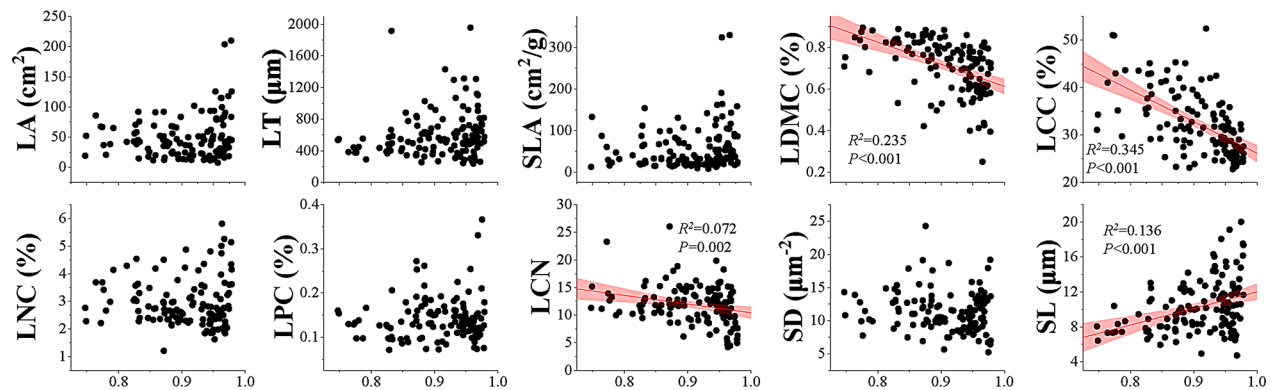 LA (cm²)
250
200
150
100
50
0
LT (μm)
2000
1600
1200
800
400
0
SLA (cm²/g)
300
200
100
0
LDMC (%)
0.8
0.6
0.4
0.2
R²=0.235
P<0.001
LCC (%)
50
40
30
20
R²=0.345
P<0.001
LNC (%)
6
5
4
3
2
1
0.8 0.9 1.0
LPC (%)
0.4
0.3
0.2
0.1
0.8 0.9 1.0
LCN
30
25
20
15
10
5
0
R²=0.072
P=0.002
0.8 0.9 1.0
SD (μm⁻²)
25
20
15
10
5
0.8 0.9 1.0
SL (μm)
20
16
12
8
4
R²=0.136
P<0.001
0.8 0.9 1.0